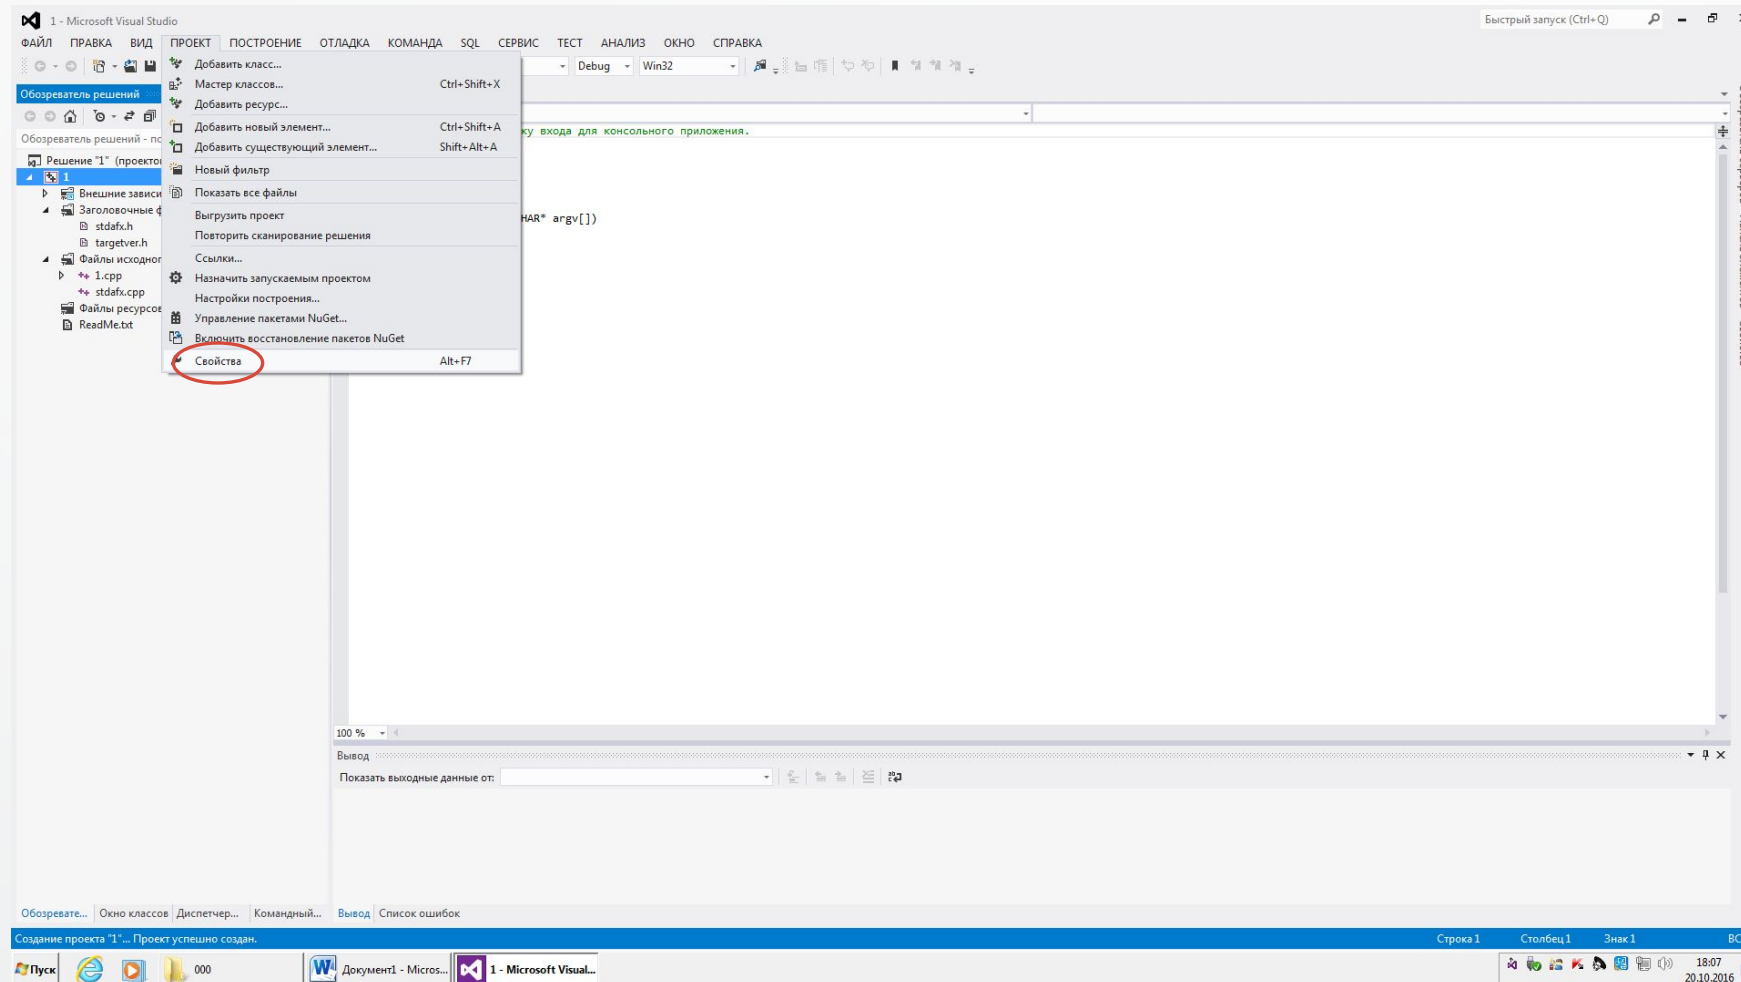 1 - Microsoft Visual Studio
Быстрый запуск (Ctrl+Q)
ФАЙЛ ПРАВКА ВИД ПРОЕКТ ПОСТРОЕНИЕ ОТЛАДКА КОМАНДА SQL СЕРВИС ТЕСТ АНАЛИЗ ОКНО СПРАВКА
Debug Win32
Добавить класс...
Мастер классов... Ctrl+Shift+X
Добавить ресурс...
Добавить новый элемент... Ctrl+Shift+A
Добавить существующий элемент... Shift+Alt+A
Новый фильтр
Показать все файлы
Выгрузить проект
Повторить сканирование решения
Ссылки...
Назначить запускаемым проектом
Настройки построения...
Управление пакетами NuGet...
Включить восстановление пакетов NuGet
Свойства Alt+F7
Обозреватель решений
Обозреватель решений - по
Решение "1" (проектов
1
Внешние зависи
Заголовочные ф
stdafx.h
targetver.h
Файлы исходног
1.cpp
stdafx.cpp
Файлы ресурсов
ReadMe.txt
ку входа для консольного приложения.
HAR* argv[])
100 %
Вывод
Показать выходные данные от:
Обозревате... Окно классов Диспетчер... Командный... Вывод Список ошибок
Создание проекта "1"... Проект успешно создан.
Строка 1 Столбец 1 Знак 1 ВС
Пуск 000 Документ1 - Micros... 1 - Microsoft Visual...
18:07
20.10.2016